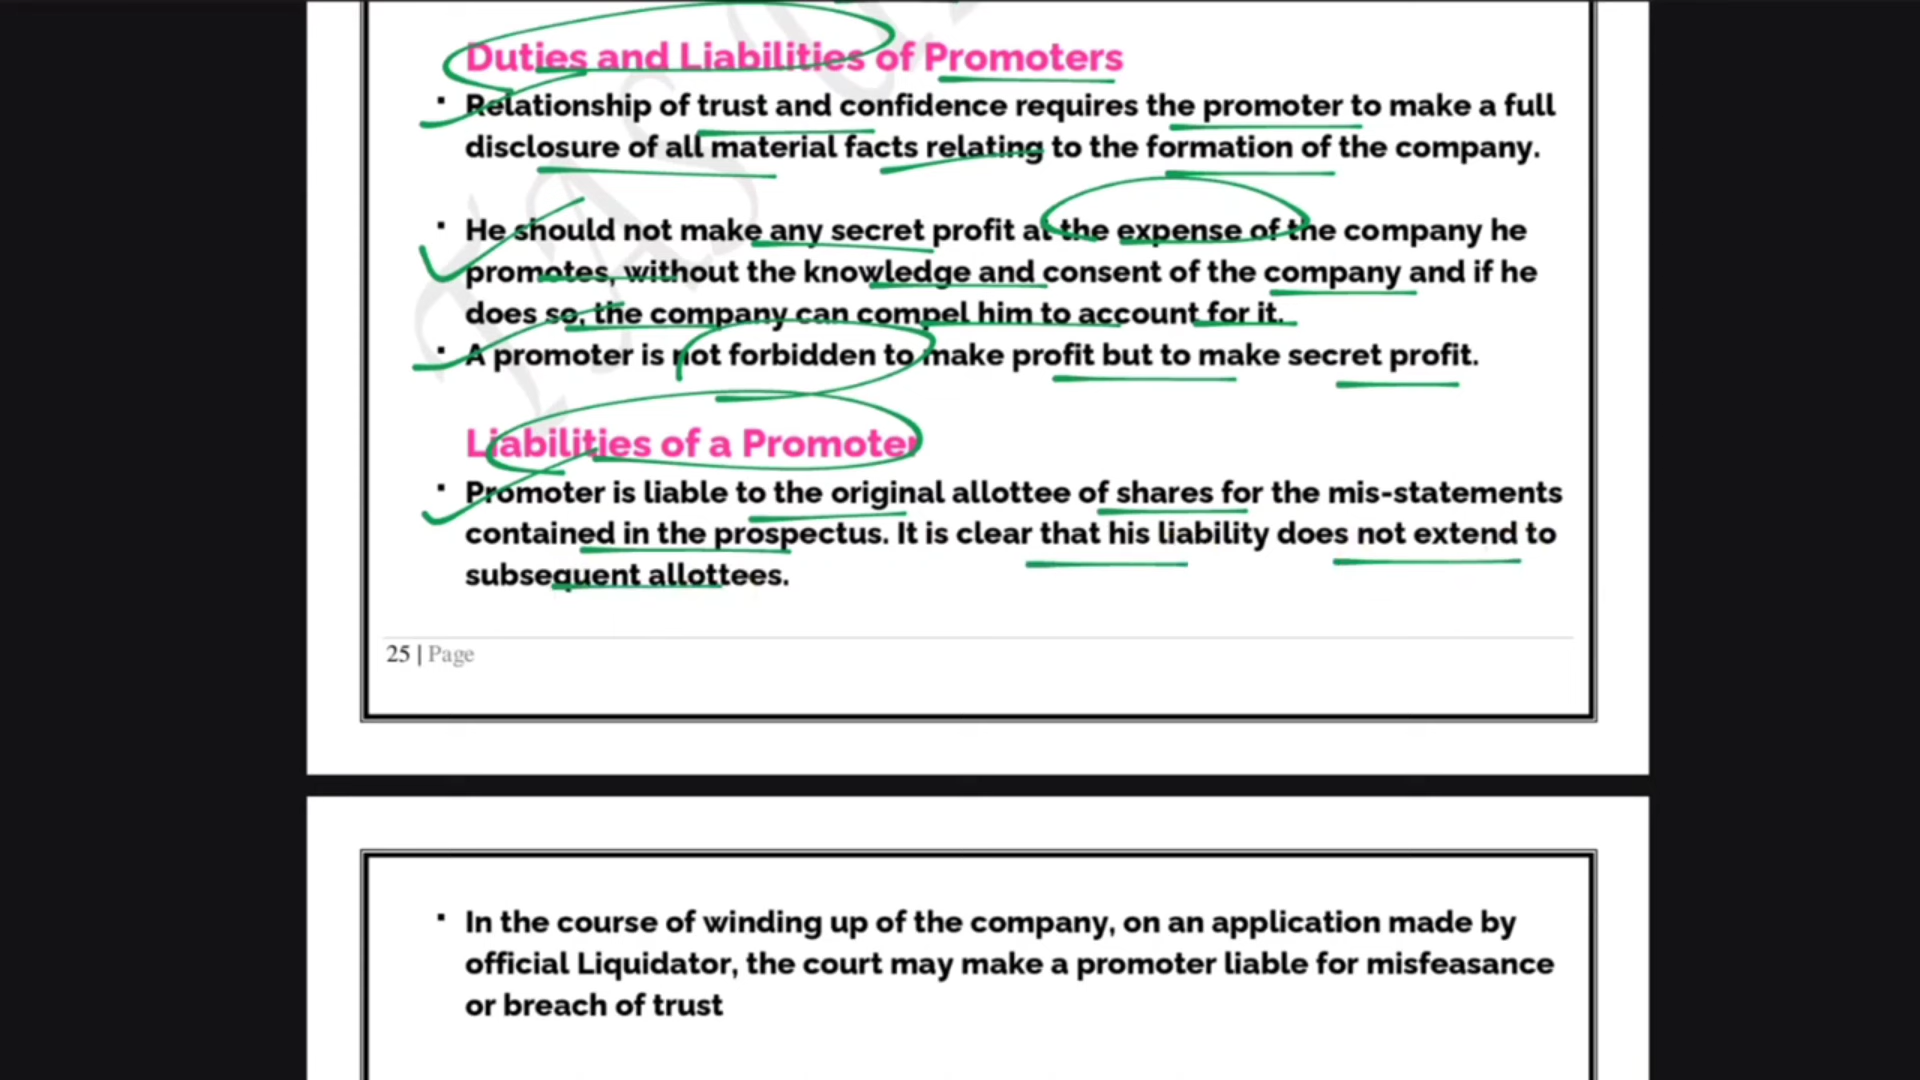 Duties and Liabilities of Promoters
▪ Relationship of trust and confidence requires the promoter to make a full
disclosure of all material facts relating to the formation of the company.
▪ He should not make any secret profit at the expense of the company he
promotes, without the knowledge and consent of the company and if he
does so, the company can compel him to account for it.
▪ A promoter is not forbidden to make profit but to make secret profit.
Liabilities of a Promoter
▪ Promoter is liable to the original allottee of shares for the mis-statements
contained in the prospectus. It is clear that his liability does not extend to
subsequent allottees.
25 | Page
▪ In the course of winding up of the company, on an application made by
official Liquidator, the court may make a promoter liable for misfeasance
or breach of trust